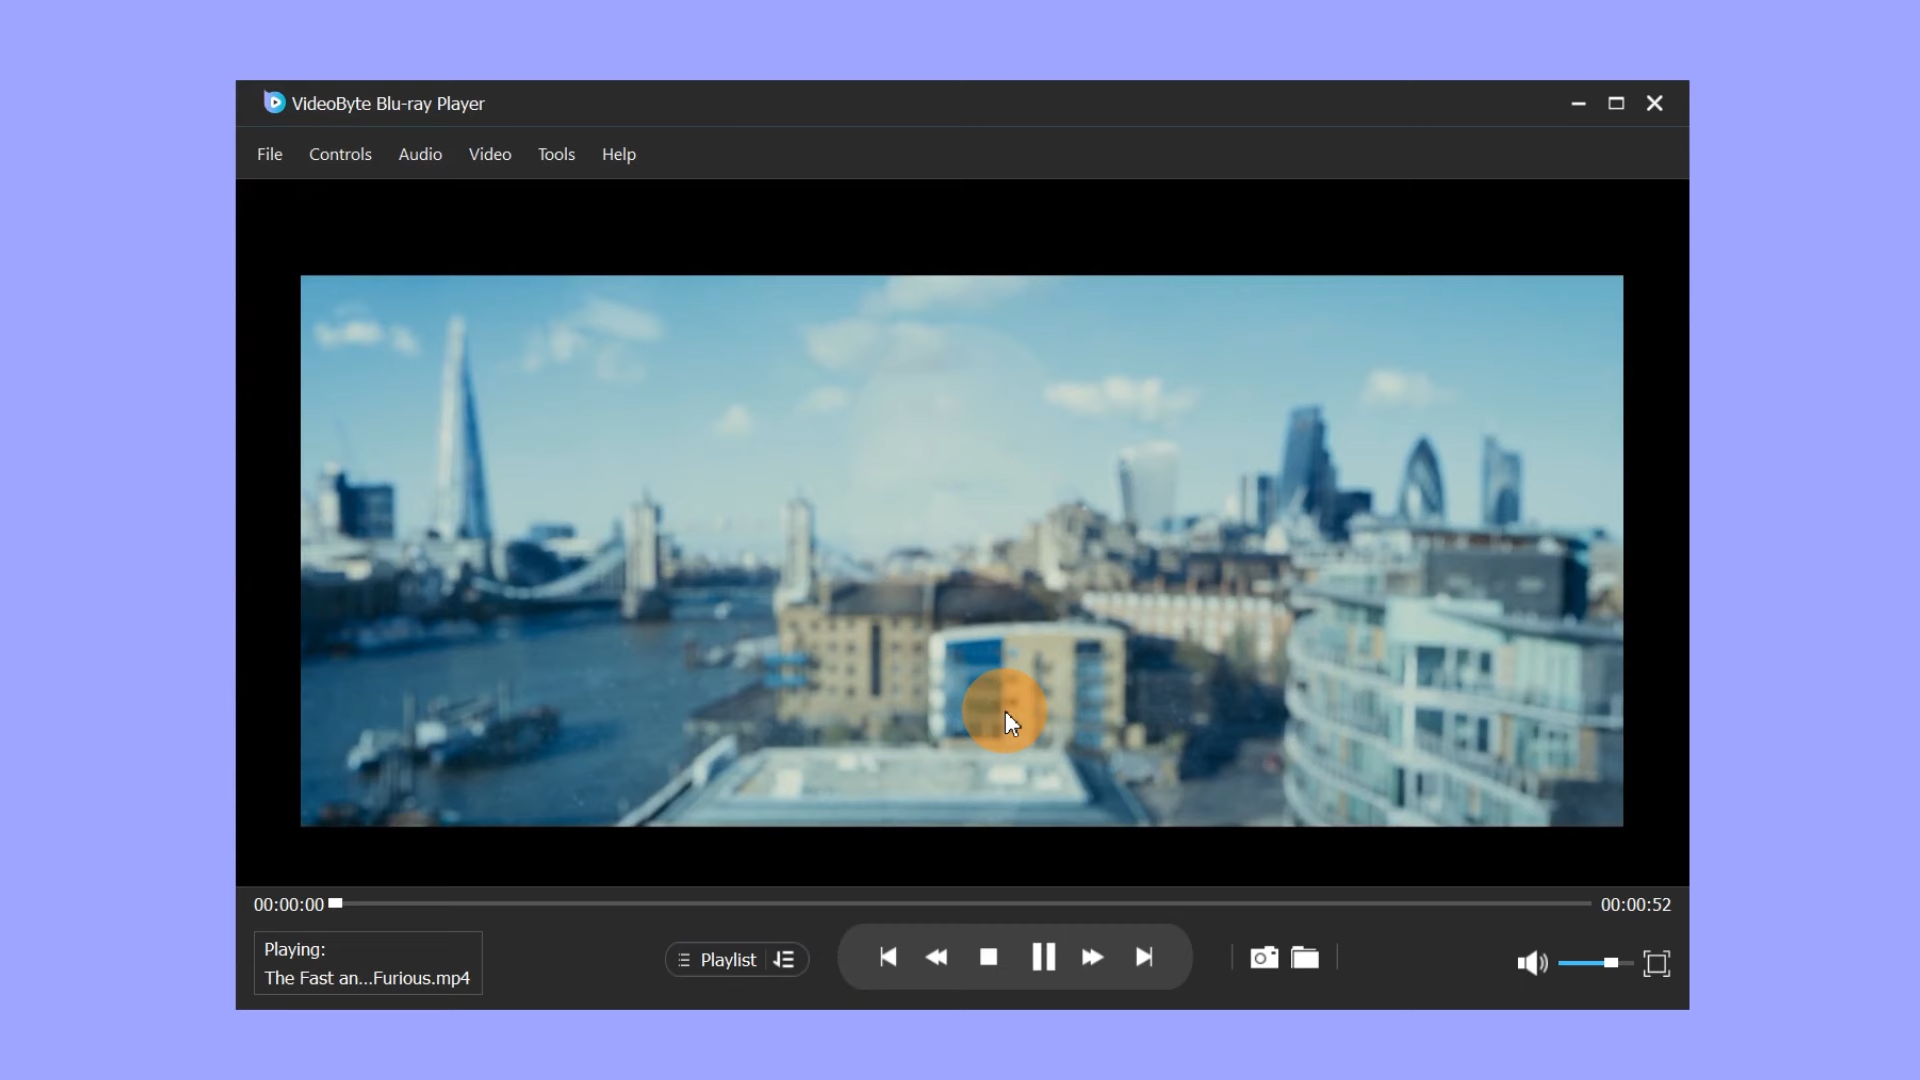 VideoByte Blu-ray Player
File Controls Audio Video Tools Help
00:00:00 00:00:52
Playing:
The Fast an...Furious.mp4
Playlist